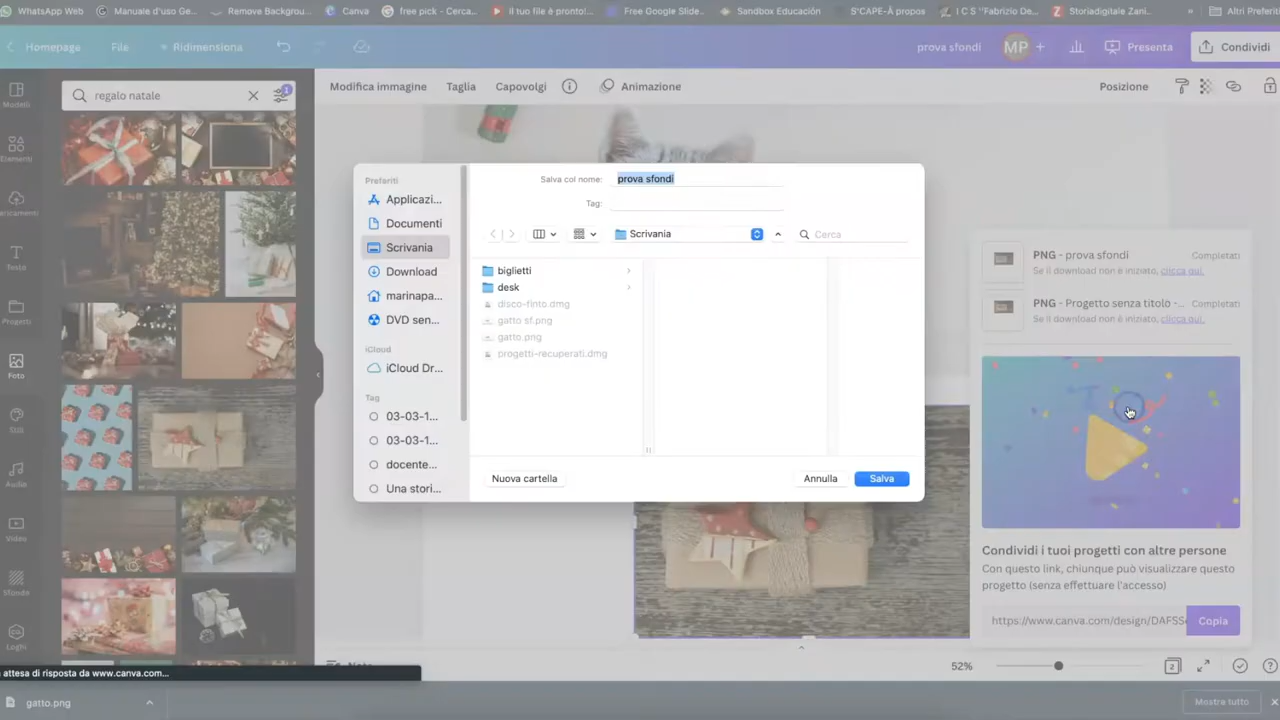 WhatsApp Web
Manuale d'uso Ge...
Remove Backgrou...
Canva
free pick - Cerca...
Il tuo file è pronto!...
Free Google Slide...
Sandbox Educación
S'CAPE-À propos
I C S "Fabrizio De...
Storiadigitale Zani...
»
Altri Preferiti
Homepage
File
Ridimensiona
prova sfondi
MP
+
Presenta
Condividi
regalo natale
1
Modifica immagine
Taglia
Capovolgi
Animazione
Posizione
Modelli
Elementi
Caricamenti
Testo
Progetti
Foto
Stili
Audio
Video
Sfondo
Loghi
Preferiti
Applicazi...
Documenti
Scrivania
Download
marinapa...
DVD sen...
iCloud
iCloud Dr...
Tag
03-03-1...
03-03-1...
docente...
Una stori...
Salva col nome:
prova sfondi
Tag:
Scrivania
Cerca
biglietti
desk
disco-finto.dmg
gatto sf.png
gatto.png
progetti-recuperati.dmg
Nuova cartella
Annulla
Salva
PNG - prova sfondi
Completati
Se il download non è iniziato, clicca qui.
PNG - Progetto senza titolo -...
Completati
Se il download non è iniziato, clicca qui.
Condividi i tuoi progetti con altre persone
Con questo link, chiunque può visualizzare questo
progetto (senza effettuare l'accesso)
https://www.canva.com/design/DAFSS
Copia
Note
52%
2
attesa di risposta da www.canva.com...
gatto.png
Mostra tutto